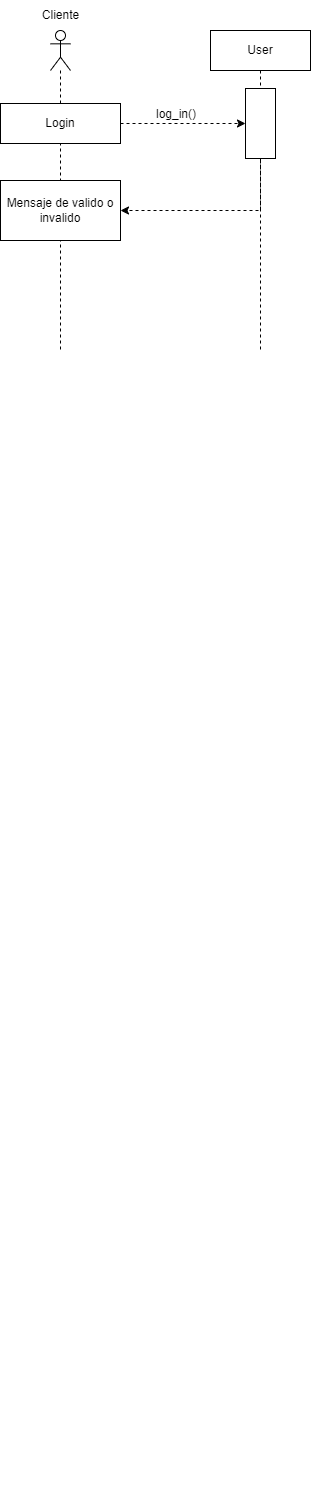 Cliente
User
log_in()
Login
Mensaje de valido o
invalido